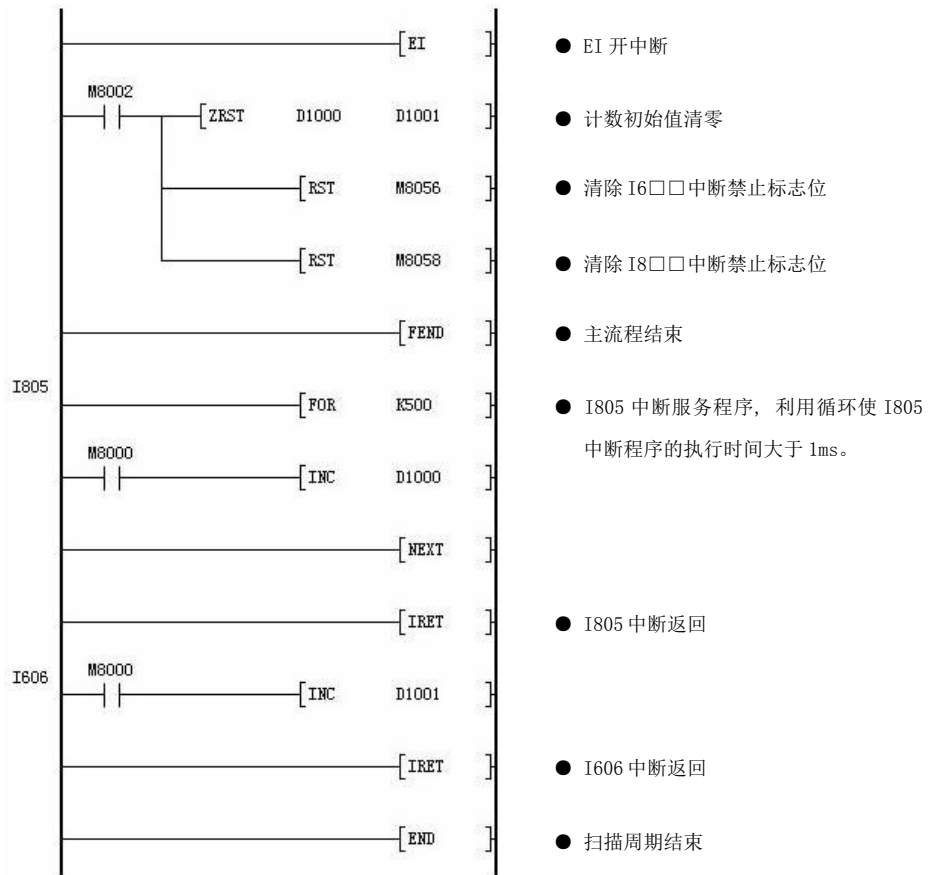 [EI ] ● EI 开中断
M8002
[ZRST D1000 D1001 ] ● 计数初始值清零
[RST M8056 ] ● 清除 I6□□中断禁止标志位
[RST M8058 ] ● 清除 I8□□中断禁止标志位
[FEND ] ● 主流程结束
I805
[FOR K500 ] ● I805 中断服务程序, 利用循环使 I805
中断程序的执行时间大于 1ms。
M8000
[INC D1000 ]
[NEXT ]
[IRET ] ● I805 中断返回
I606 M8000
[INC D1001 ]
[IRET ] ● I606 中断返回
[END ] ● 扫描周期结束